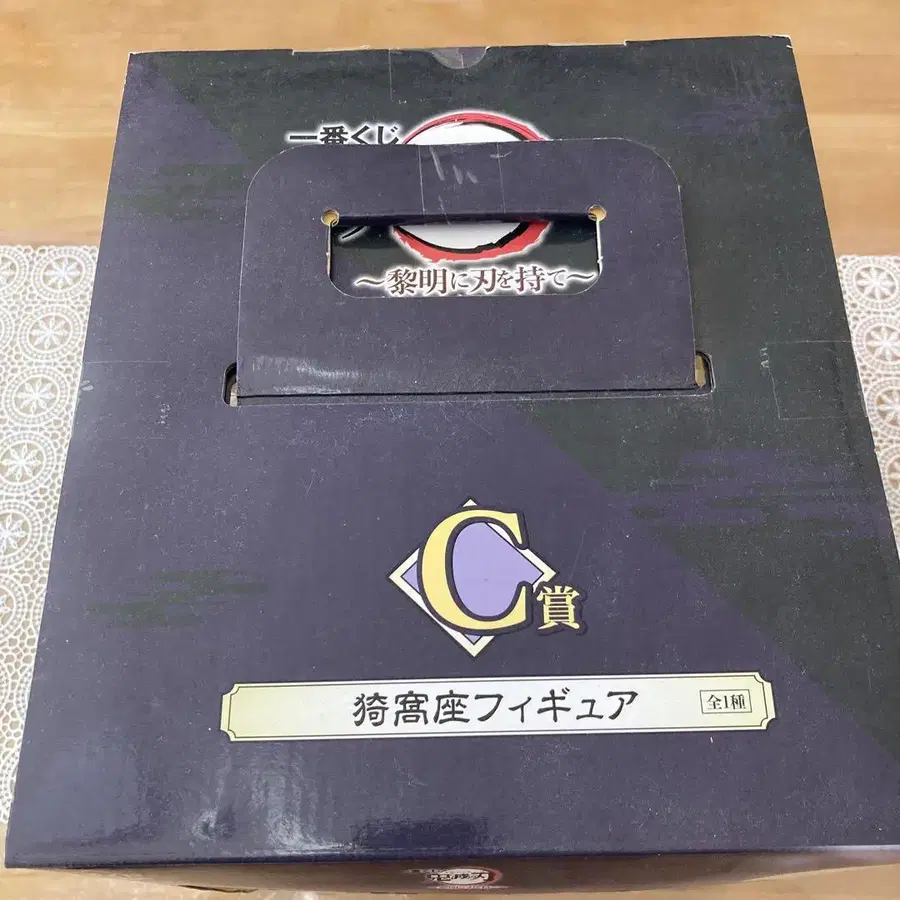 一番くじ
～黎明に刃を持て～
C賞
猗窩座フィギュア
全1種